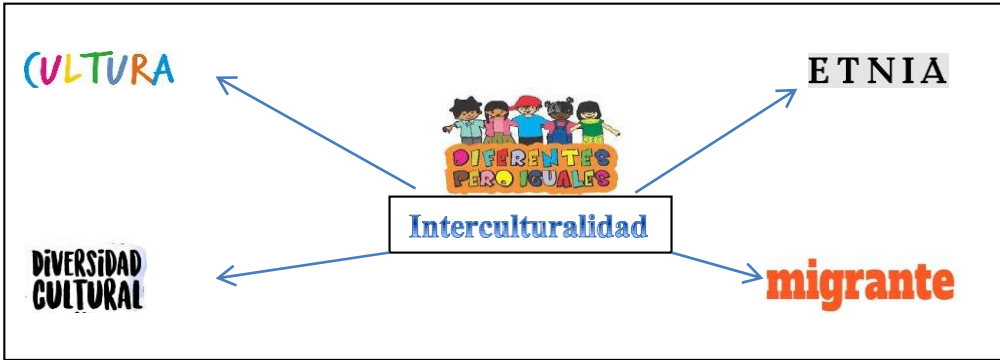 CULTURA
ETNIA
DIFERENTES
PERO IGUALES
Interculturalidad
DiVERSiDAD
CULTURAL
migrante